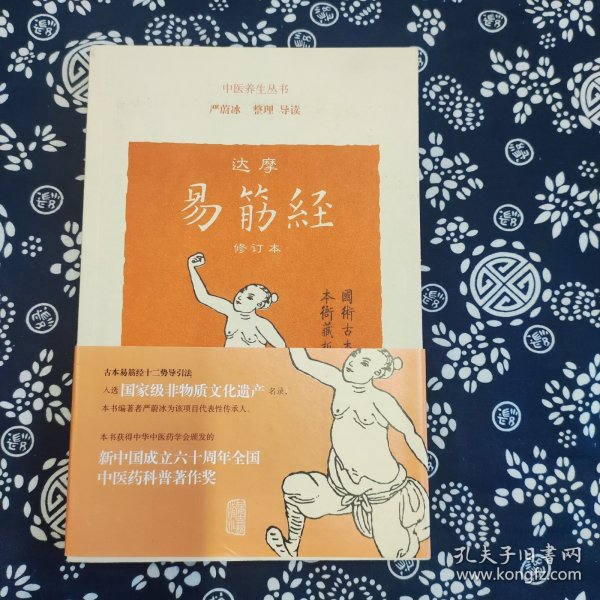 中医养生丛书
严蔚冰 整理 导读
达摩
易筋経
修订本
國術古本
本衙藏板
古本易筋经十二势导引法
入选国家级非物质文化遗产名录，
本书编著者严蔚冰为该项目代表性传承人。
本书获得中华中医药学会颁发的
新中国成立六十周年全国
中医药科普著作奖
孔夫子旧书网
www.kongfz.com